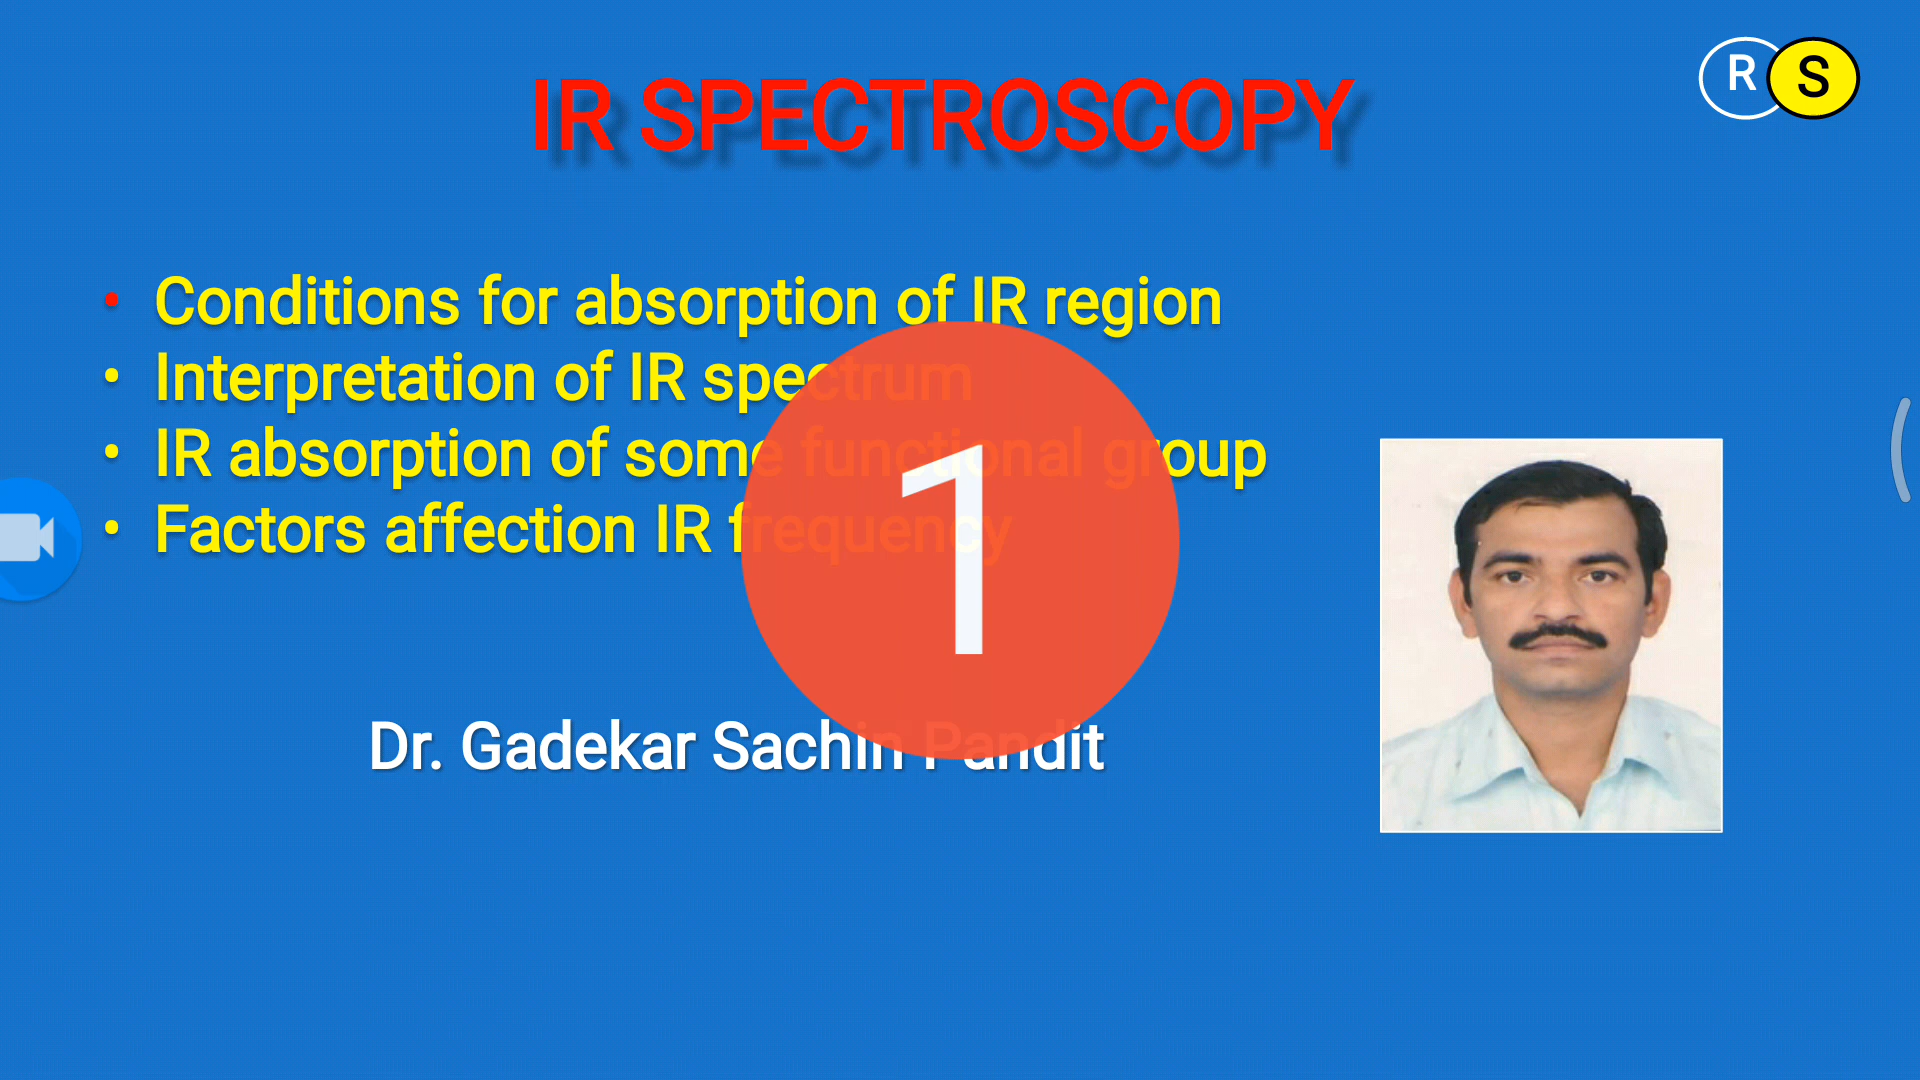 IR SPECTROSCOPY
R S
• Conditions for absorption of IR region
• Interpretation of IR spectrum
• IR absorption of some functional group
• Factors affection IR frequency
1
Dr. Gadekar Sachin Pandit